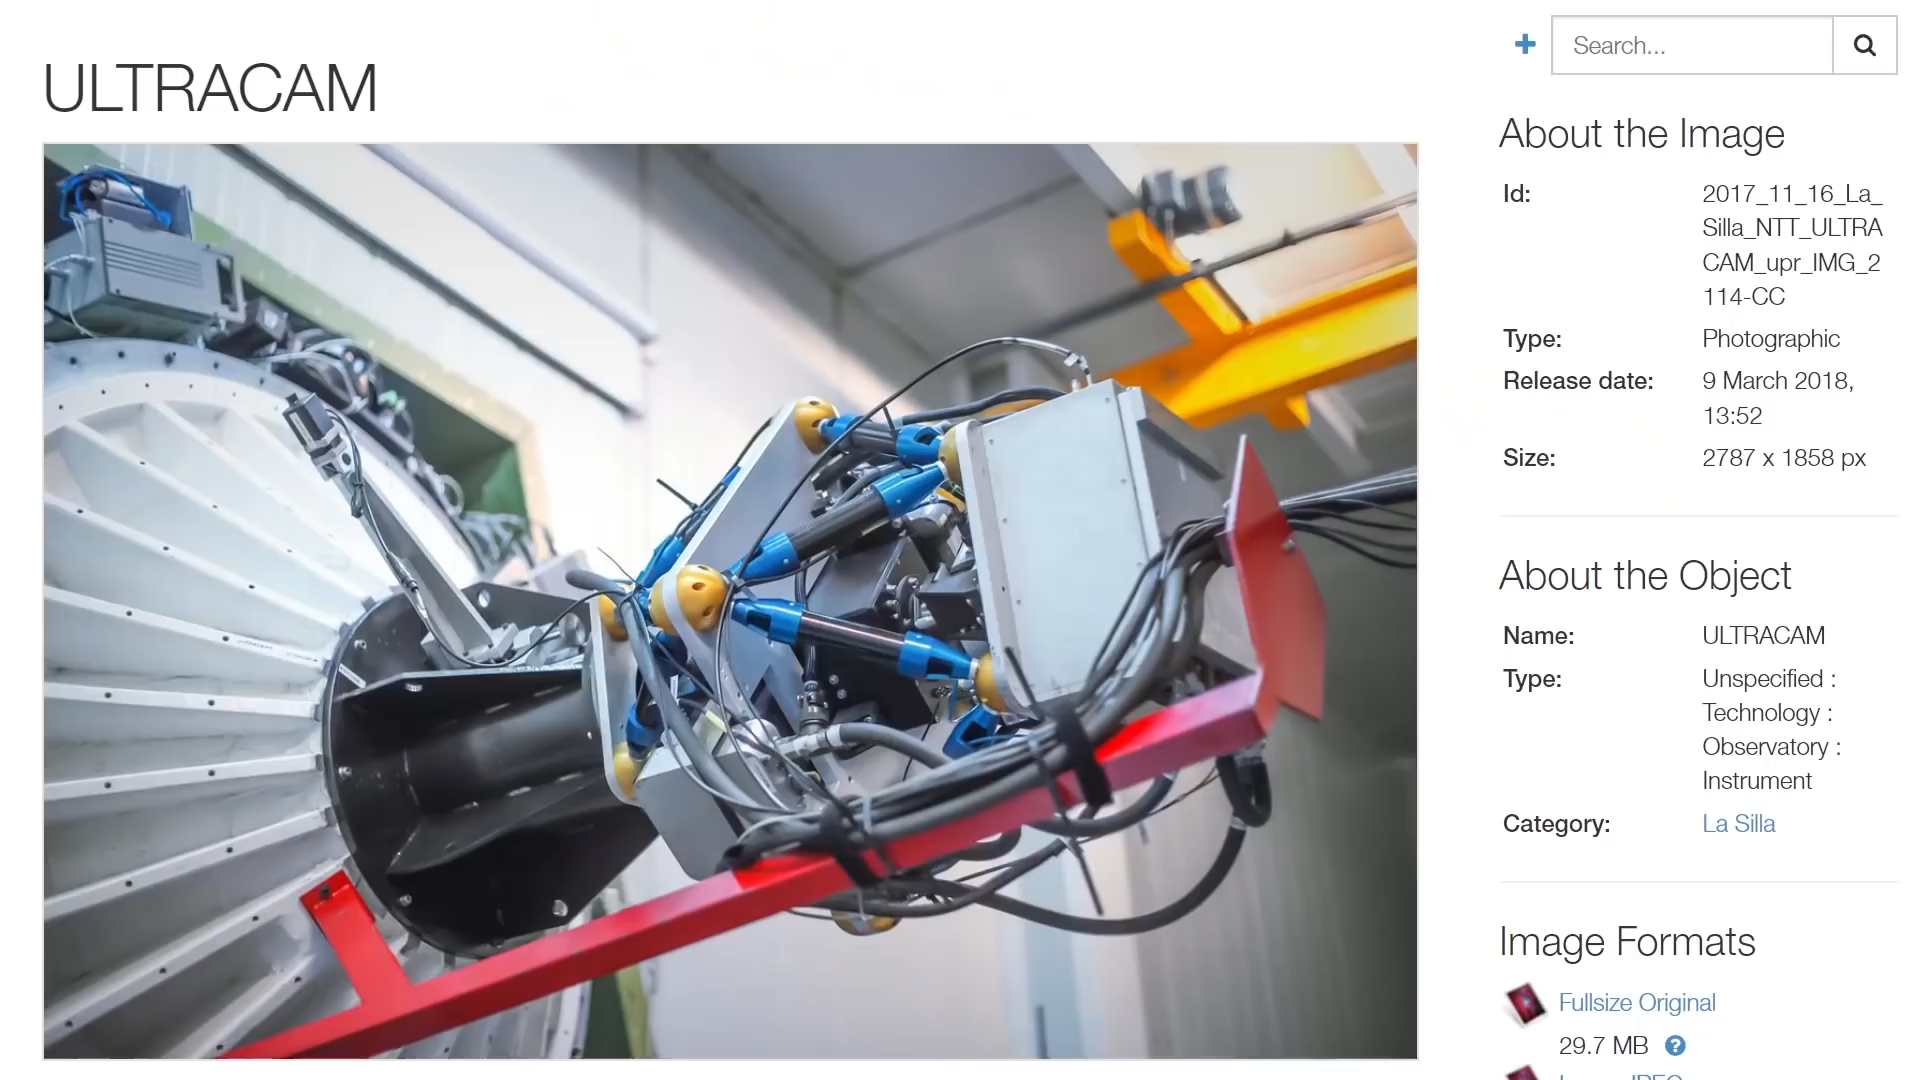 Search...
ULTRACAM
About the Image
Id:
2017_11_16_La_
Silla_NTT_ULTRA
CAM_upr_IMG_2
114-CC
Type:
Photographic
Release date:
9 March 2018,
13:52
Size:
2787 x 1858 px
About the Object
Name:
ULTRACAM
Type:
Unspecified :
Technology :
Observatory :
Instrument
Category:
La Silla
Image Formats
Fullsize Original
29.7 MB